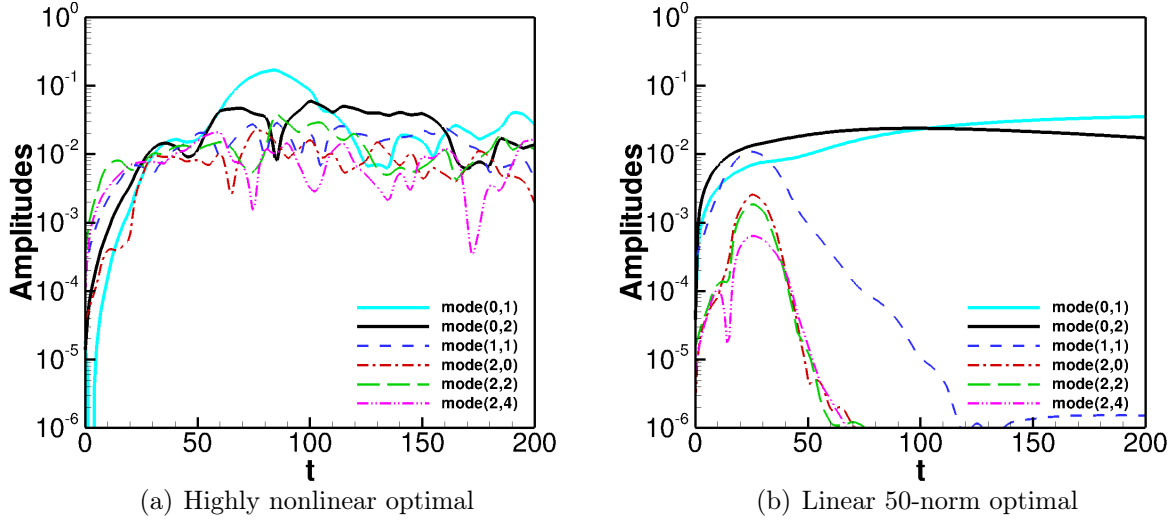 10^0
10^-1
10^-2
10^-3
10^-4
10^-5
10^-6
Amplitudes
mode(0,1)
mode(0,2)
mode(1,1)
mode(2,0)
mode(2,2)
mode(2,4)
0 50 100 150 200
t
(a) Highly nonlinear optimal
10^0
10^-1
10^-2
10^-3
10^-4
10^-5
10^-6
Amplitudes
mode(0,1)
mode(0,2)
mode(1,1)
mode(2,0)
mode(2,2)
mode(2,4)
0 50 100 150 200
t
(b) Linear 50-norm optimal